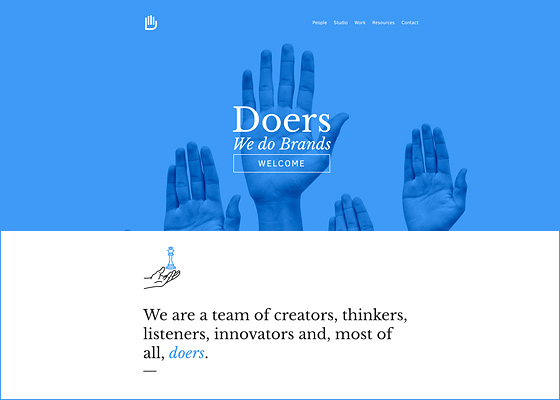 People Studio Work Resources Contact
Doers
We do Brands
WELCOME
We are a team of creators, thinkers,
listeners, innovators and, most of
all, doers.